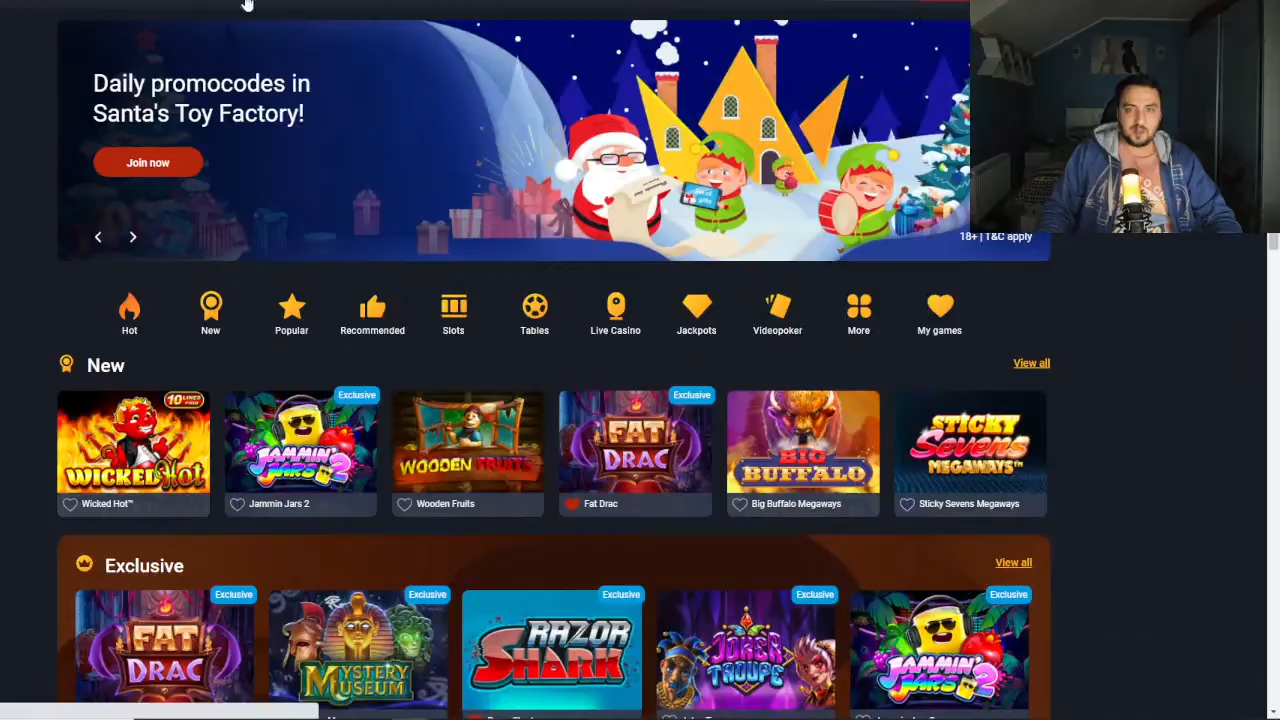 Daily promocodes in
Santa's Toy Factory!
Join now
18+ | T&C apply
Hot
New
Popular
Recommended
Slots
Tables
Live Casino
Jackpots
Videopoker
More
My games
New
View all
10 LINES
FIXED
WICKED HOT
Wicked Hot™
Exclusive
JAMMIN' JARS 2
Jammin Jars 2
WOODEN FRUITS
Wooden Fruits
Exclusive
FAT DRAC
Fat Drac
BIG BUFFALO
Big Buffalo Megaways
STICKY
Sevens
MEGAWAYS™
Sticky Sevens Megaways
Exclusive
View all
Exclusive
FAT
DRAC
Exclusive
MYSTERY
MUSEUM
Exclusive
RAZOR
SHARK
Exclusive
JOKER
TROUPE
Exclusive
JAMMIN'
JARS 2